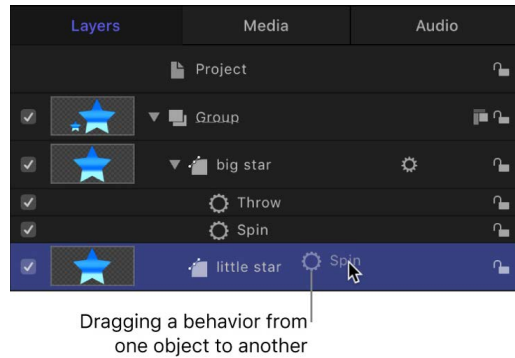 Layers Media Audio
Project
Group
big star
Throw
Spin
little star Spin
Dragging a behavior from
one object to another